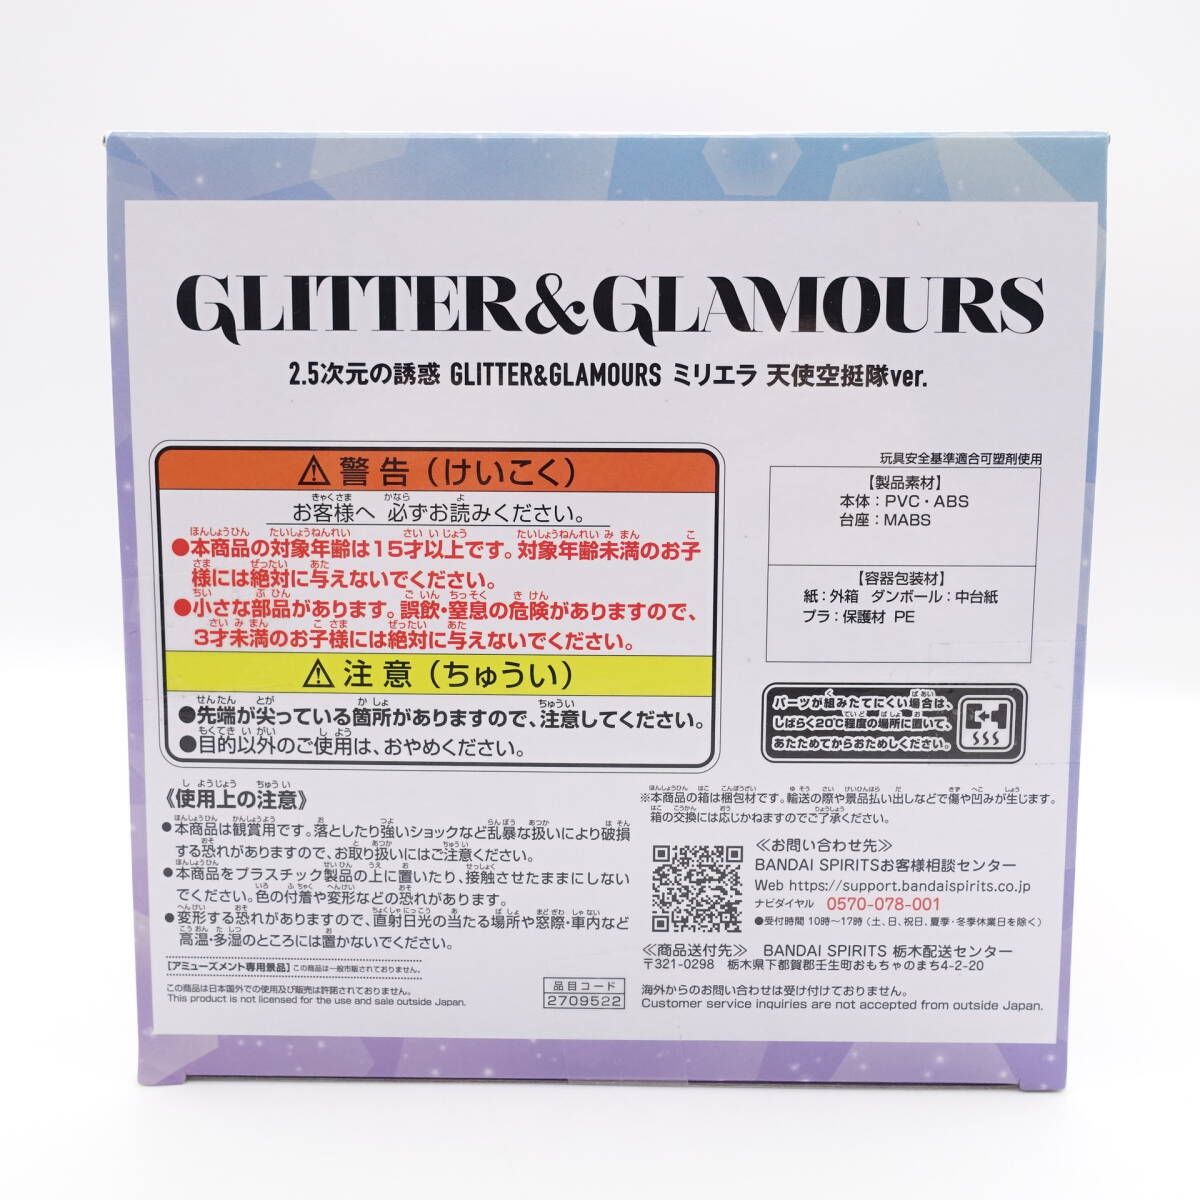 GLITTER&GLAMOURS
2.5次元の誘惑 GLITTER&GLAMOURS ミリエラ 天使空挺隊ver.
⚠警告(けいこく)
お客様へ 必ずお読みください。
●本商品の対象年齢は15才以上です。対象年齢未満のお子
様には絶対に与えないでください。
●小さな部品があります。誤飲・窒息の危険がありますので、
3才未満のお子様には絶対に与えないでください。
⚠注意(ちゅうい)
●先端が尖っている箇所がありますので、注意してください。
●目的以外のご使用は、おやめください。
玩具安全基準適合可塑剤使用
【製品素材】
本体:PVC・ABS
台座:MABS
【容器包装材】
紙:外箱 ダンボール:中台紙
プラ:保護材 PE
パーツが組みたてにくい場合は、
しばらく20℃程度の場所に置いて、
あたためてからおためしください。
《使用上の注意》
●本商品は観賞用です。落としたり強いショックなど乱暴な扱いにより破損
する恐れがありますので、お取り扱いにはご注意ください。
●本商品をプラスチック製品の上に置いたり、接触させたままにしない
でください。色の付着や変形などの恐れがあります。
●変形する恐れがありますので、直射日光の当たる場所や窓際・車内など
高温・多湿のところには置かないでください。
【アミューズメント専用景品】この商品は一般市販されておりません。
この商品は日本国外での使用及び販売は許諾されておりません。
This product is not licensed for the use and sale outside Japan.
品目コード
2709522
※本商品の箱は梱包材です。輸送の際や景品払い出しなどで傷や凹みが生じます。
箱の交換には応じかねますのでご了承ください。
≪お問い合わせ先≫
BANDAI SPIRITSお客様相談センター
Web https://support.bandaispirits.co.jp
ナビダイヤル 0570-078-001
●受付時間 10時〜17時(土、日、祝日、夏季・冬季休業日を除く)
≪商品送付先≫ BANDAI SPIRITS 栃木配送センター
〒321-0298 栃木県下都賀郡壬生町おもちゃのまち4-2-20
海外からのお問い合わせは受け付けておりません。
Customer service inquiries are not accepted from outside Japan.